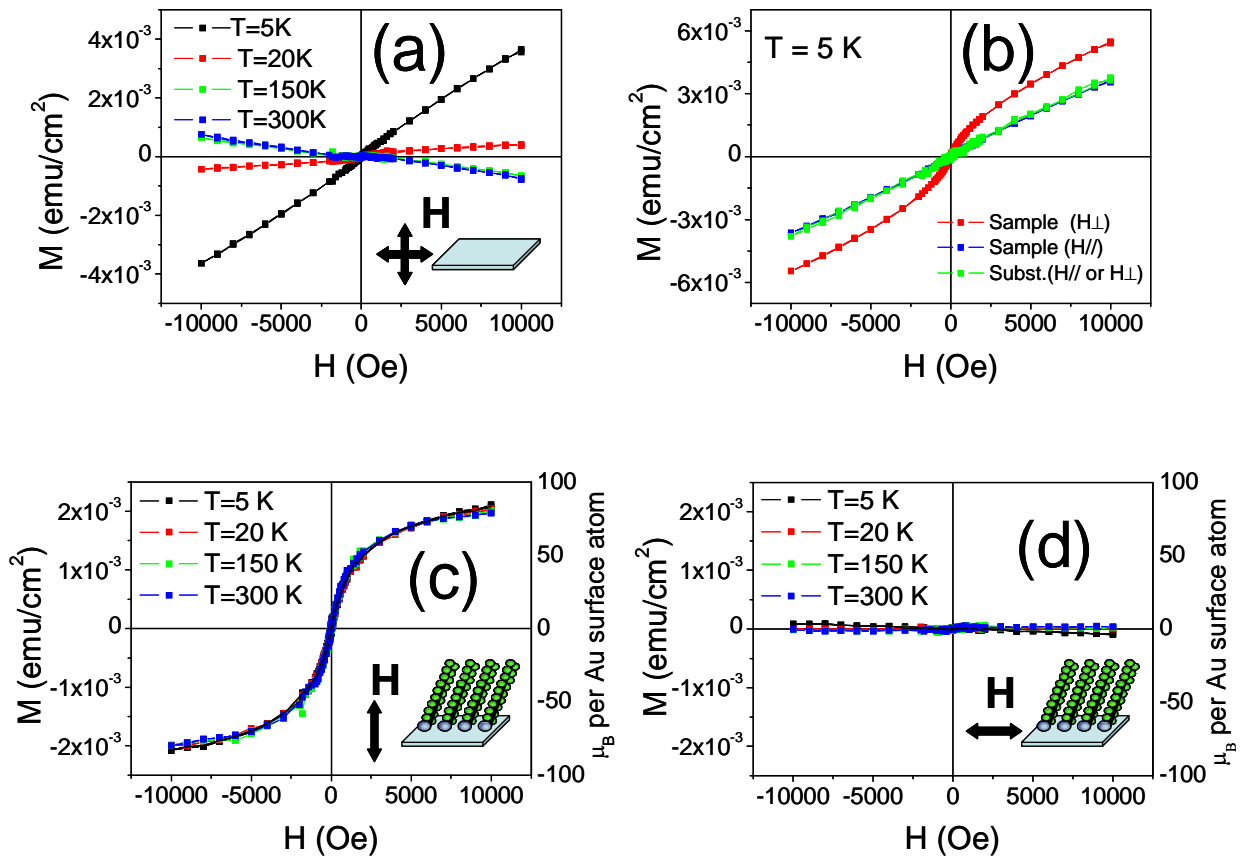 (a)
T=5K
T=20K
T=150K
T=300K
4x10⁻³
2x10⁻³
0
-2x10⁻³
-4x10⁻³
M (emu/cm²)
H
-10000 -5000 0 5000 10000
H (Oe)
(b)
T = 5 K
6x10⁻³
3x10⁻³
0
-3x10⁻³
-6x10⁻³
M (emu/cm²)
Sample (H⊥)
Sample (H//)
Subst.(H// or H⊥)
-10000 -5000 0 5000 10000
H (Oe)
(c)
T=5 K
T=20 K
T=150 K
T=300 K
2x10⁻³
1x10⁻³
0
-1x10⁻³
-2x10⁻³
M (emu/cm²)
H
100
50
0
-50
-100
μB per Au surface atom
-10000 -5000 0 5000 10000
H (Oe)
(d)
T=5 K
T=20 K
T=150 K
T=300 K
2x10⁻³
1x10⁻³
0
-1x10⁻³
-2x10⁻³
M (emu/cm²)
H
100
50
0
-50
-100
μB per Au surface atom
-10000 -5000 0 5000 10000
H (Oe)